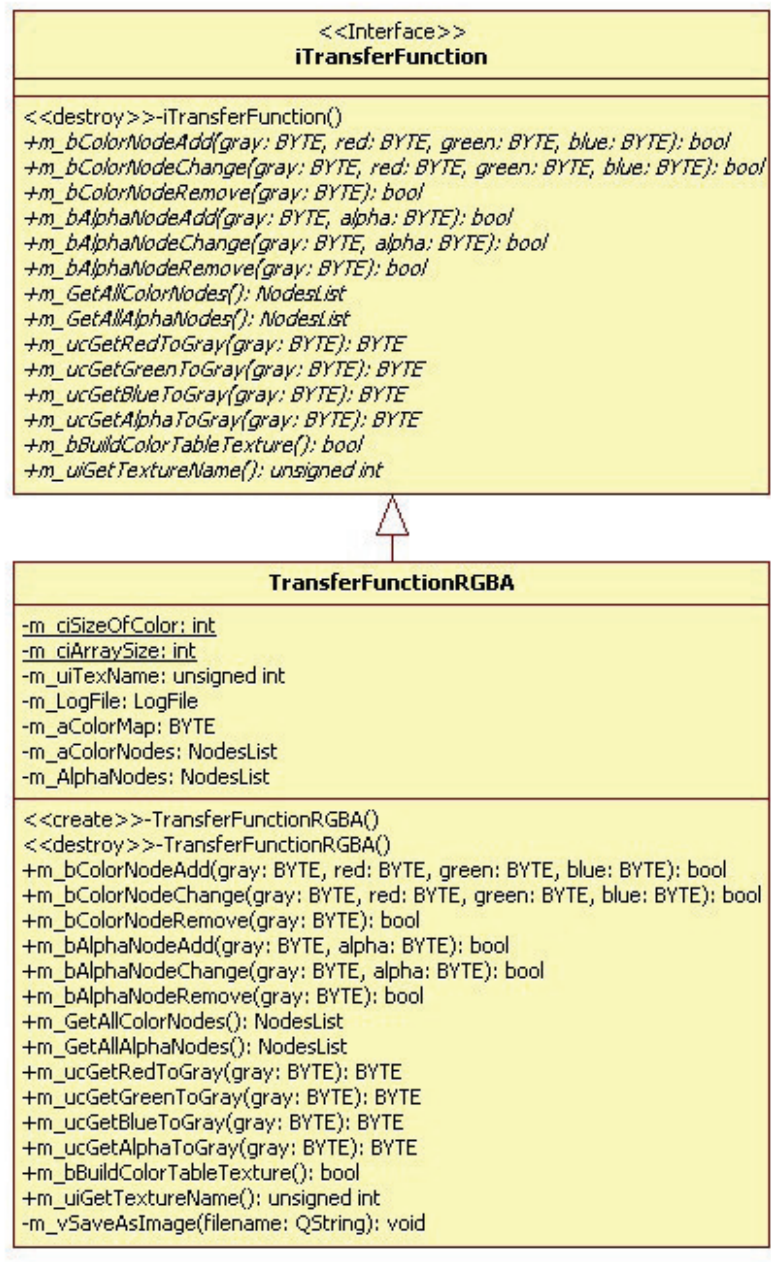 <<Interface>>
iTransferFunction
<<destroy>>-iTransferFunction()
+m_bColorNodeAdd(gray: BYTE, red: BYTE, green: BYTE, blue: BYTE): bool
+m_bColorNodeChange(gray: BYTE, red: BYTE, green: BYTE, blue: BYTE): bool
+m_bColorNodeRemove(gray: BYTE): bool
+m_bAlphaNodeAdd(gray: BYTE, alpha: BYTE): bool
+m_bAlphaNodeChange(gray: BYTE, alpha: BYTE): bool
+m_bAlphaNodeRemove(gray: BYTE): bool
+m_GetAllColorNodes(): NodesList
+m_GetAllAlphaNodes(): NodesList
+m_ucGetRedToGray(gray: BYTE): BYTE
+m_ucGetGreenToGray(gray: BYTE): BYTE
+m_ucGetBlueToGray(gray: BYTE): BYTE
+m_ucGetAlphaToGray(gray: BYTE): BYTE
+m_bBuildColorTableTexture(): bool
+m_uiGetTextureName(): unsigned int
TransferFunctionRGBA
-m_ciSizeOfColor: int
-m_ciArraySize: int
-m_uiTexName: unsigned int
-m_LogFile: LogFile
-m_aColorMap: BYTE
-m_aColorNodes: NodesList
-m_AlphaNodes: NodesList
<<create>>-TransferFunctionRGBA()
<<destroy>>-TransferFunctionRGBA()
+m_bColorNodeAdd(gray: BYTE, red: BYTE, green: BYTE, blue: BYTE): bool
+m_bColorNodeChange(gray: BYTE, red: BYTE, green: BYTE, blue: BYTE): bool
+m_bColorNodeRemove(gray: BYTE): bool
+m_bAlphaNodeAdd(gray: BYTE, alpha: BYTE): bool
+m_bAlphaNodeChange(gray: BYTE, alpha: BYTE): bool
+m_bAlphaNodeRemove(gray: BYTE): bool
+m_GetAllColorNodes(): NodesList
+m_GetAllAlphaNodes(): NodesList
+m_ucGetRedToGray(gray: BYTE): BYTE
+m_ucGetGreenToGray(gray: BYTE): BYTE
+m_ucGetBlueToGray(gray: BYTE): BYTE
+m_ucGetAlphaToGray(gray: BYTE): BYTE
+m_bBuildColorTableTexture(): bool
+m_uiGetTextureName(): unsigned int
-m_vSaveAsImage(filename: QString): void